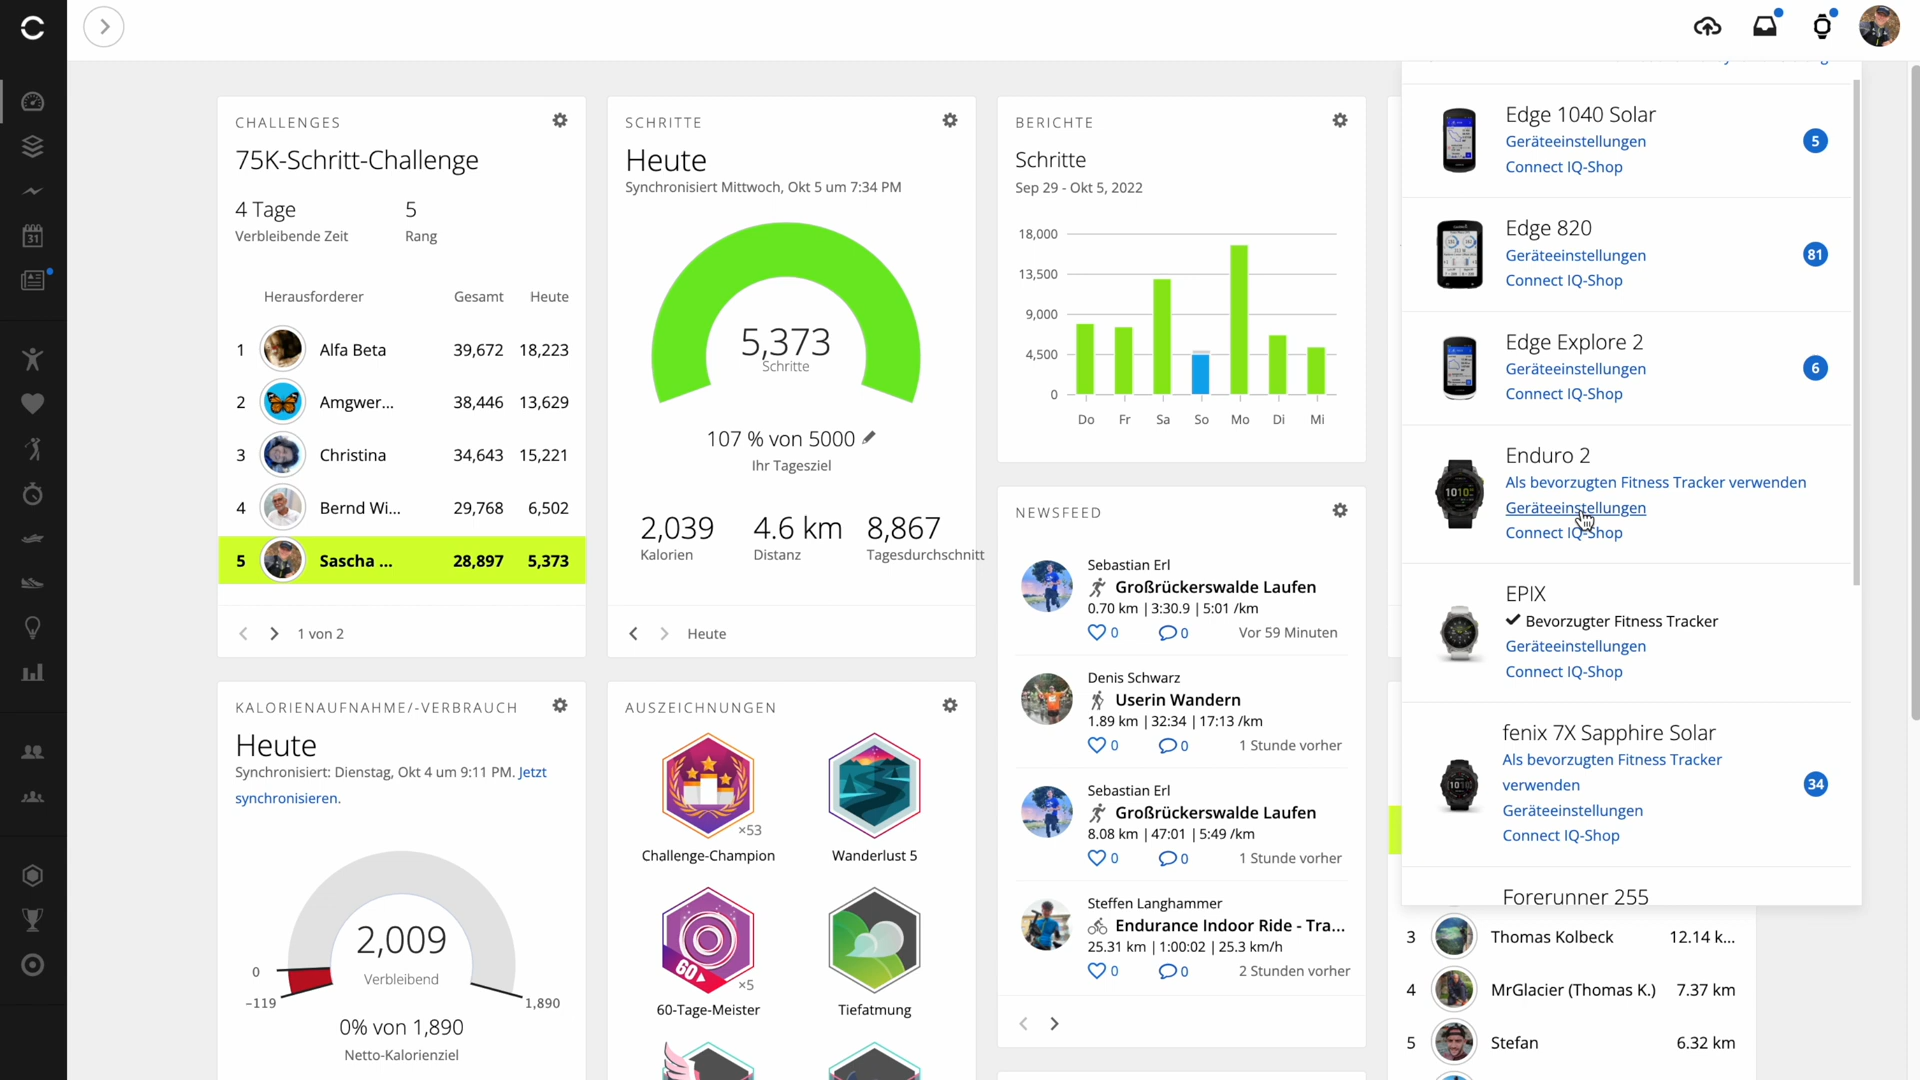 31
CHALLENGES
75K-Schritt-Challenge
4 Tage
Verbleibende Zeit
5
Rang
Herausforderer Gesamt Heute
1 Alfa Beta 39,672 18,223
2 Amgwer... 38,446 13,629
3 Christina 34,643 15,221
4 Bernd Wi... 29,768 6,502
5 Sascha ... 28,897 5,373
1 von 2
SCHRITTE
Heute
Synchronisiert Mittwoch, Okt 5 um 7:34 PM
5,373
Schritte
107 % von 5000
Ihr Tagesziel
2,039 4.6 km 8,867
Kalorien Distanz Tagesdurchschnitt
Heute
BERICHTE
Schritte
Sep 29 - Okt 5, 2022
18,000
13,500
9,000
4,500
0
Do Fr Sa So Mo Di Mi
NEWSFEED
Sebastian Erl
Großrückerswalde Laufen
0.70 km | 3:30.9 | 5:01 /km
0 0 Vor 59 Minuten
Denis Schwarz
Userin Wandern
1.89 km | 32:34 | 17:13 /km
0 0 1 Stunde vorher
Sebastian Erl
Großrückerswalde Laufen
8.08 km | 47:01 | 5:49 /km
0 0 1 Stunde vorher
Steffen Langhammer
Endurance Indoor Ride - Tra...
25.31 km | 1:00:02 | 25.3 km/h
0 0 2 Stunden vorher
KALORIENAUFNAHME/-VERBRAUCH
Heute
Synchronisiert: Dienstag, Okt 4 um 9:11 PM. Jetzt
synchronisieren.
2,009
Verbleibend
0
-119
1,890
0% von 1,890
Netto-Kalorienziel
AUSZEICHNUNGEN
×53
Challenge-Champion
Wanderlust 5
60
×5
60-Tage-Meister
Tiefatmung
Edge 1040 Solar
Geräteeinstellungen
Connect IQ-Shop
5
Edge 820
Geräteeinstellungen
Connect IQ-Shop
81
Edge Explore 2
Geräteeinstellungen
Connect IQ-Shop
6
Enduro 2
Als bevorzugten Fitness Tracker verwenden
Geräteeinstellungen
Connect IQ-Shop
10:10
EPIX
Bevorzugter Fitness Tracker
Geräteeinstellungen
Connect IQ-Shop
fenix 7X Sapphire Solar
Als bevorzugten Fitness Tracker
verwenden
Geräteeinstellungen
Connect IQ-Shop
10:10
34
Forerunner 255
3 Thomas Kolbeck 12.14 k...
4 MrGlacier (Thomas K.) 7.37 km
5 Stefan 6.32 km